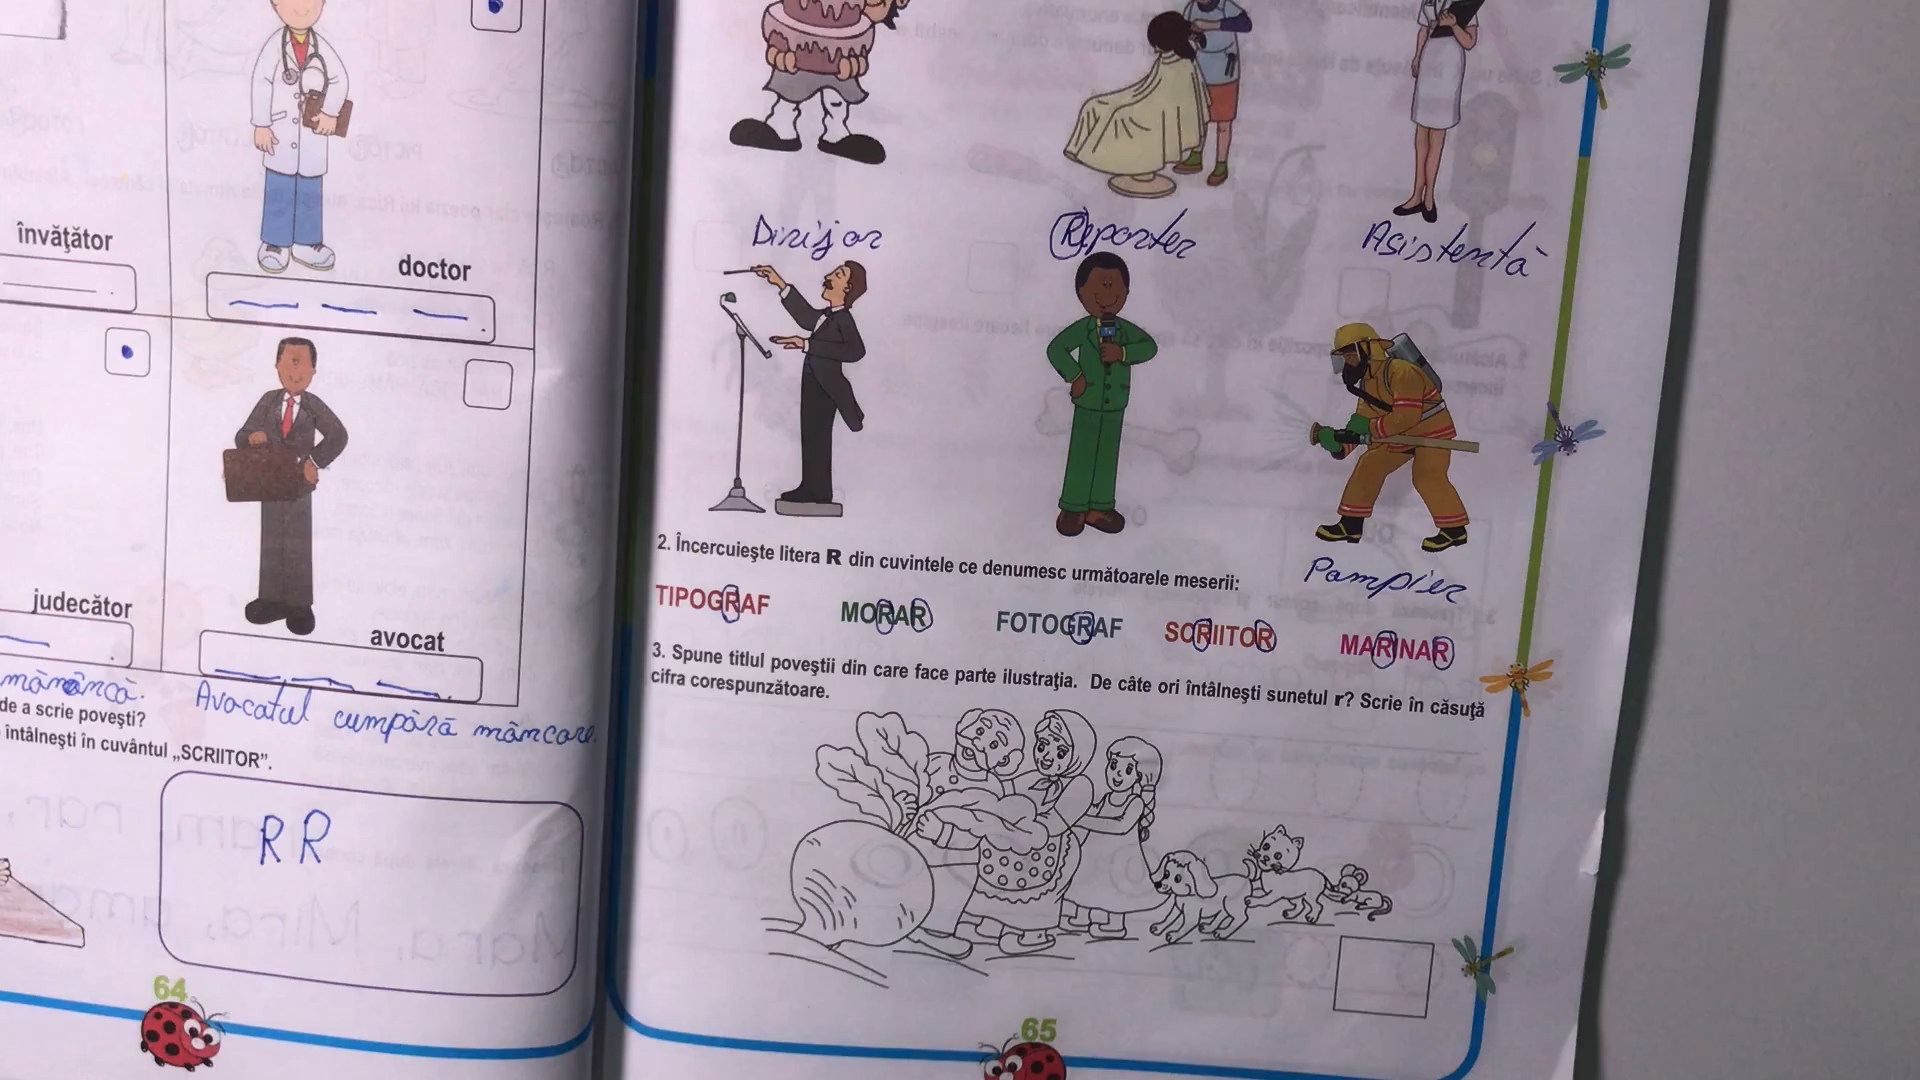 învăţător
doctor
judecător
avocat
mănâncă.
Avocatul cumpără mâncare.
de a scrie poveşti?
întâlneşti în cuvântul „SCRIITOR”.
R R
64
Dirijor
Reporter
Asistentă
Pampier
2. Încercuieşte litera R din cuvintele ce denumesc următoarele meserii:
TIPOGRAF MORAR FOTOGRAF SCRIITOR MARINAR
3. Spune titlul poveştii din care face parte ilustraţia. De câte ori întâlneşti sunetul r? Scrie în căsuţă
cifra corespunzătoare.
65